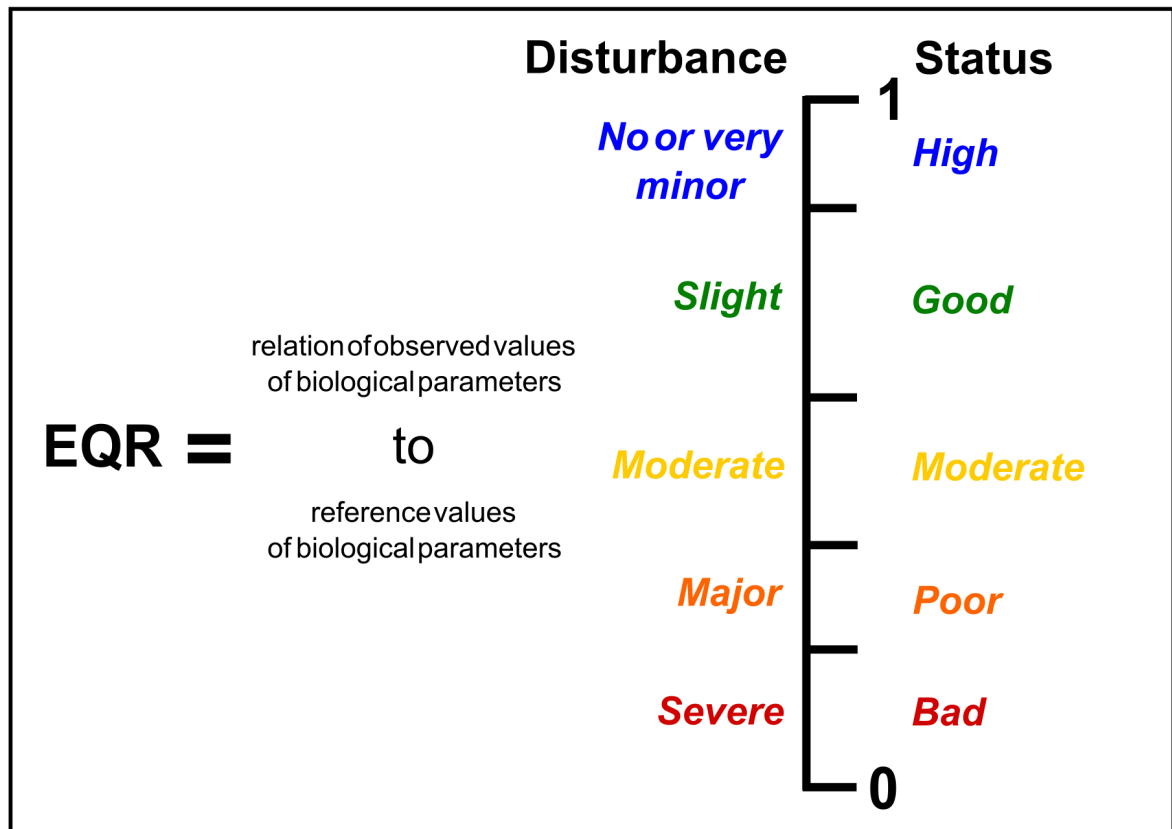 Disturbance Status
1
No or very
minor
High
Slight
Good
relation of observed values
of biological parameters
EQR =
to
Moderate
Moderate
reference values
of biological parameters
Major
Poor
Severe
Bad
0